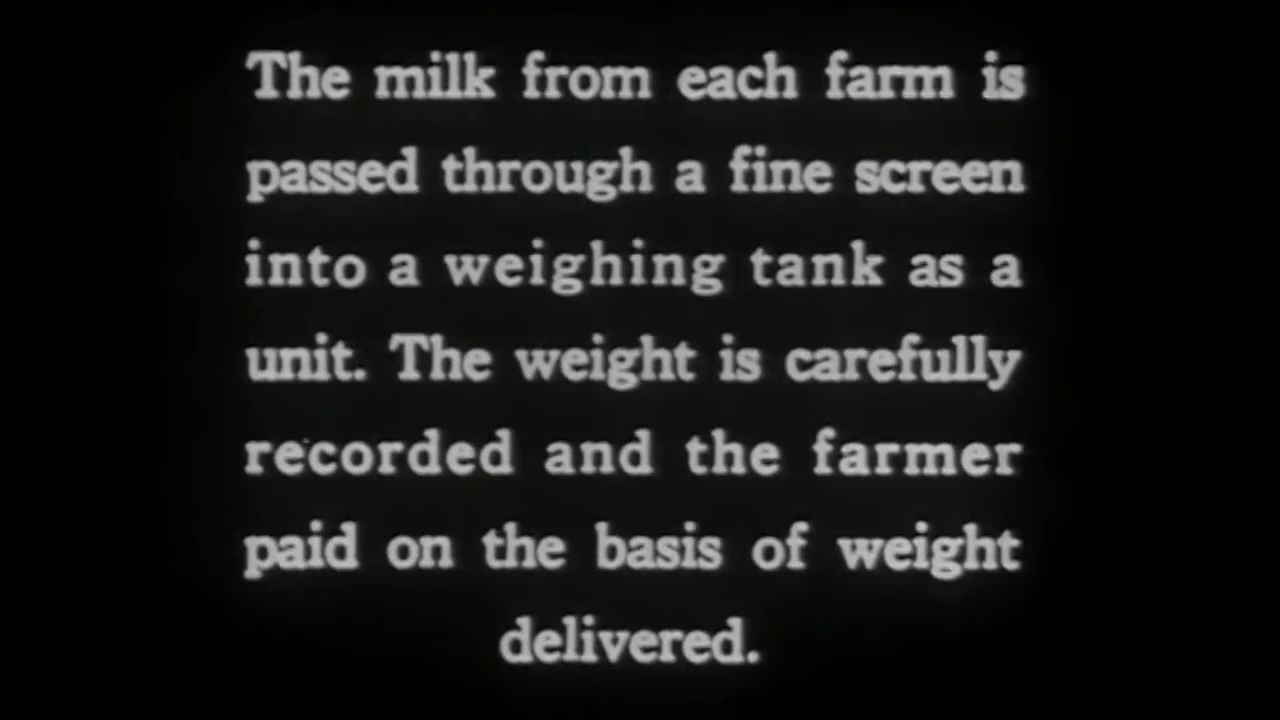 The milk from each farm is
passed through a fine screen
into a weighing tank as a
unit. The weight is carefully
recorded and the farmer
paid on the basis of weight
delivered.